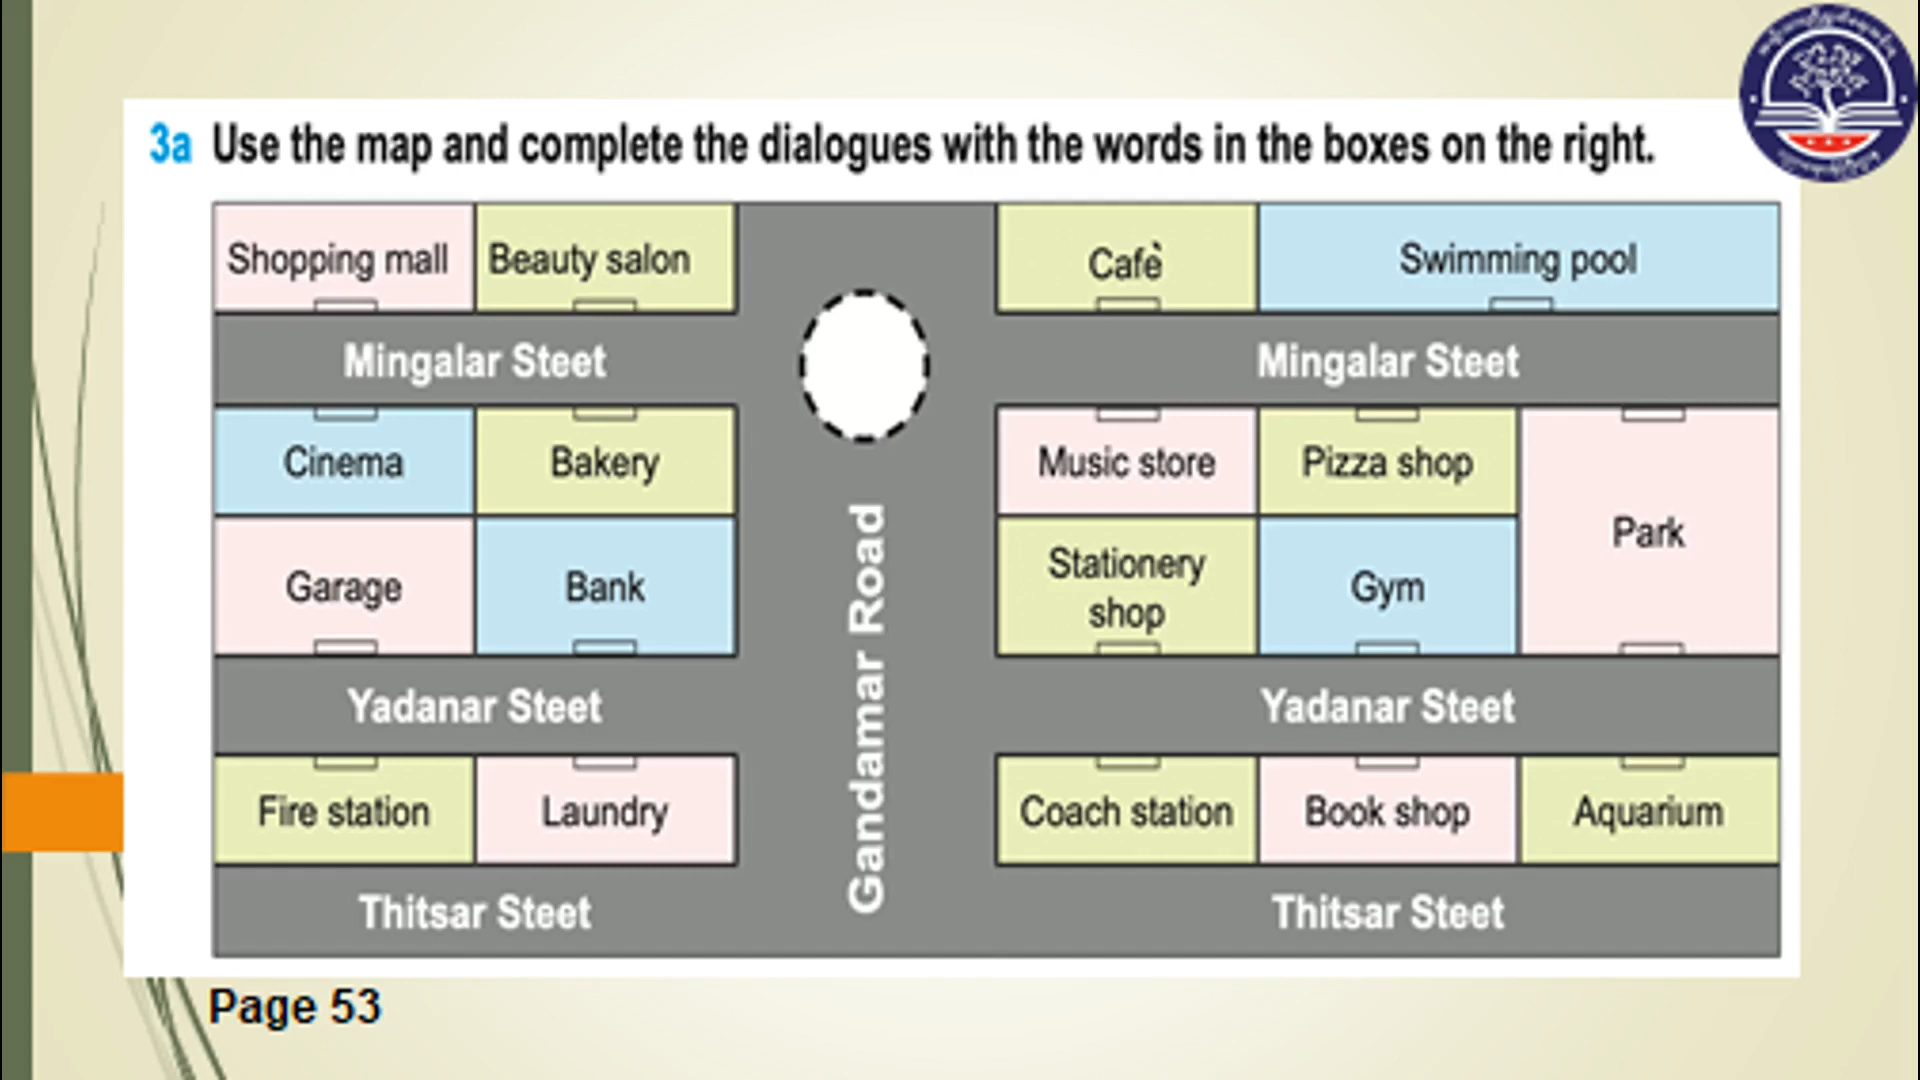 3a Use the map and complete the dialogues with the words in the boxes on the right.
Shopping mall Beauty salon Cafè Swimming pool
Mingalar Steet Mingalar Steet
Cinema Bakery Music store Pizza shop
Park
Garage Bank Stationery shop Gym
Gandamar Road
Yadanar Steet Yadanar Steet
Fire station Laundry Coach station Book shop Aquarium
Thitsar Steet Thitsar Steet
Page 53